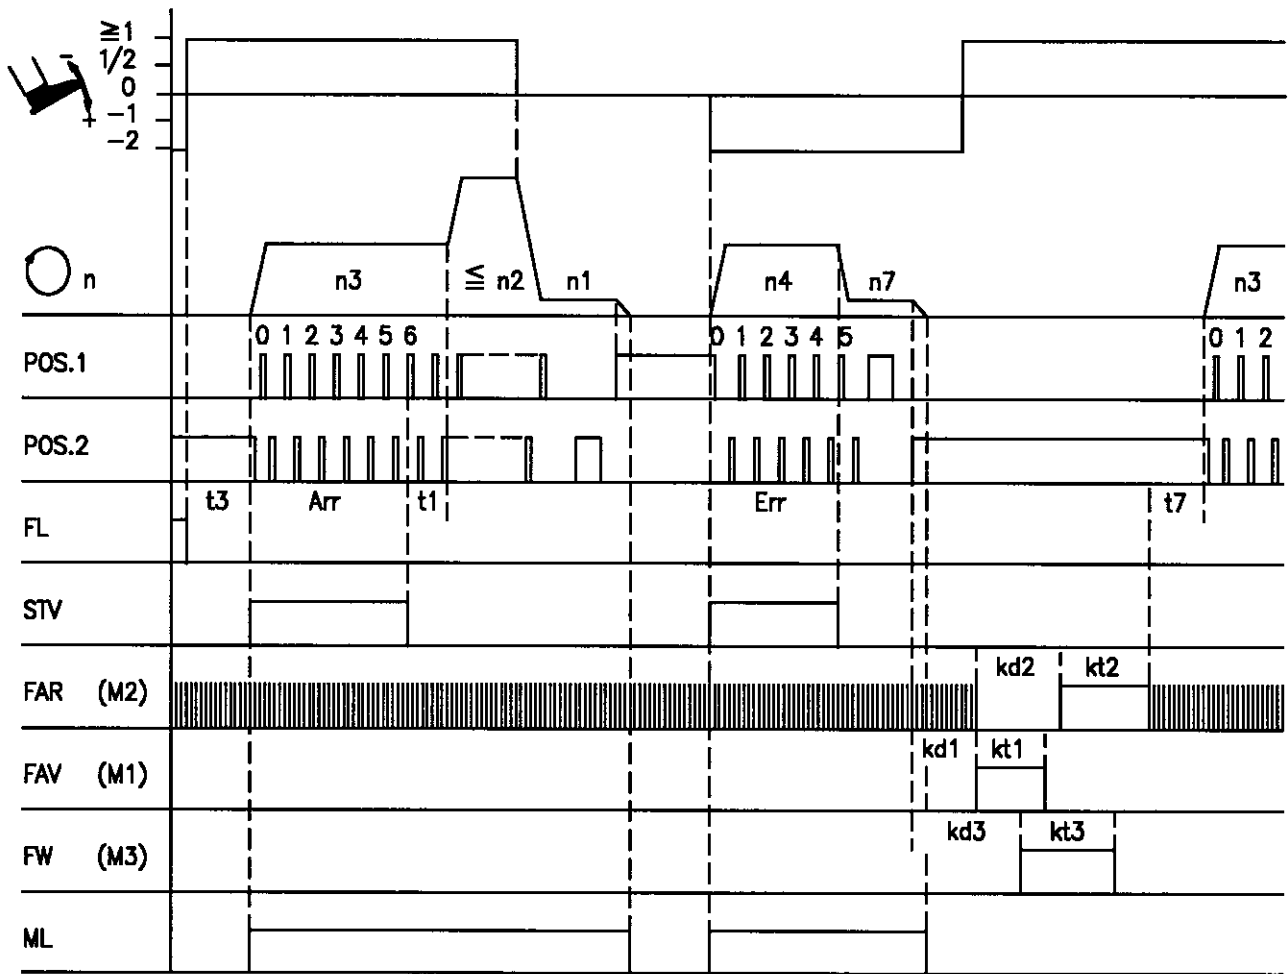 ≧1
1/2
0
-1
-2
-
+
n
n3
≦ n2
n1
n4
n7
n3
POS.1
0 1 2 3 4 5 6
0 1 2 3 4 5
0 1 2
POS.2
t3
Arr
t1
Err
t7
FL
STV
FAR (M2)
kd2
kt2
FAV (M1)
kd1
kt1
FW (M3)
kd3
kt3
ML